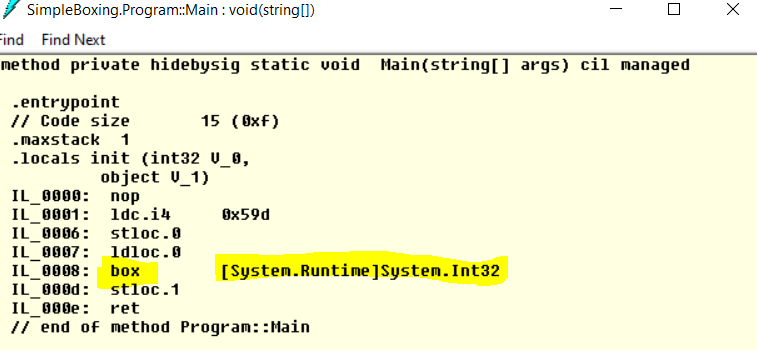 SimpleBoxing.Program::Main : void(string[])
Find Find Next
method private hidebysig static void  Main(string[] args) cil managed
.entrypoint
// Code size       15 (0xf)
.maxstack  1
.locals init (int32 V_0,
object V_1)
IL_0000:  nop
IL_0001:  ldc.i4     0x59d
IL_0006:  stloc.0
IL_0007:  ldloc.0
IL_0008:  box        [System.Runtime]System.Int32
IL_000d:  stloc.1
IL_000e:  ret
// end of method Program::Main